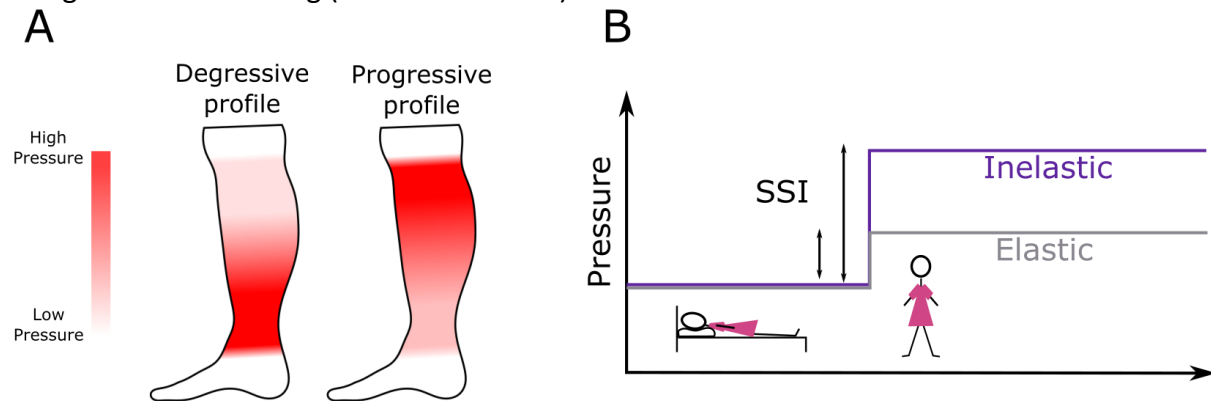 A
B
Degressive
profile
Progressive
profile
High
Pressure
Low
Pressure
Pressure
SSI
Inelastic
Elastic